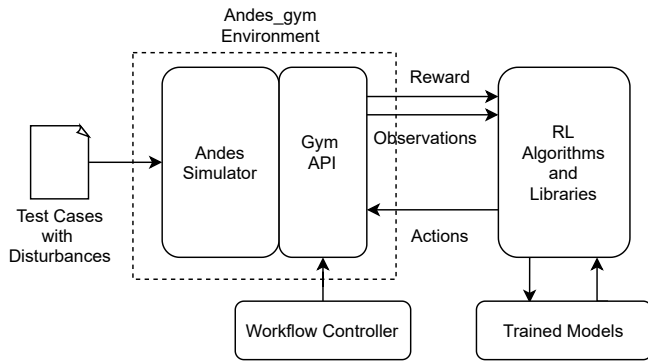 Andes_gym
Environment
Reward
Observations
Andes
Simulator
Gym
API
RL
Algorithms
and
Libraries
Test Cases
with
Disturbances
Actions
Workflow Controller
Trained Models